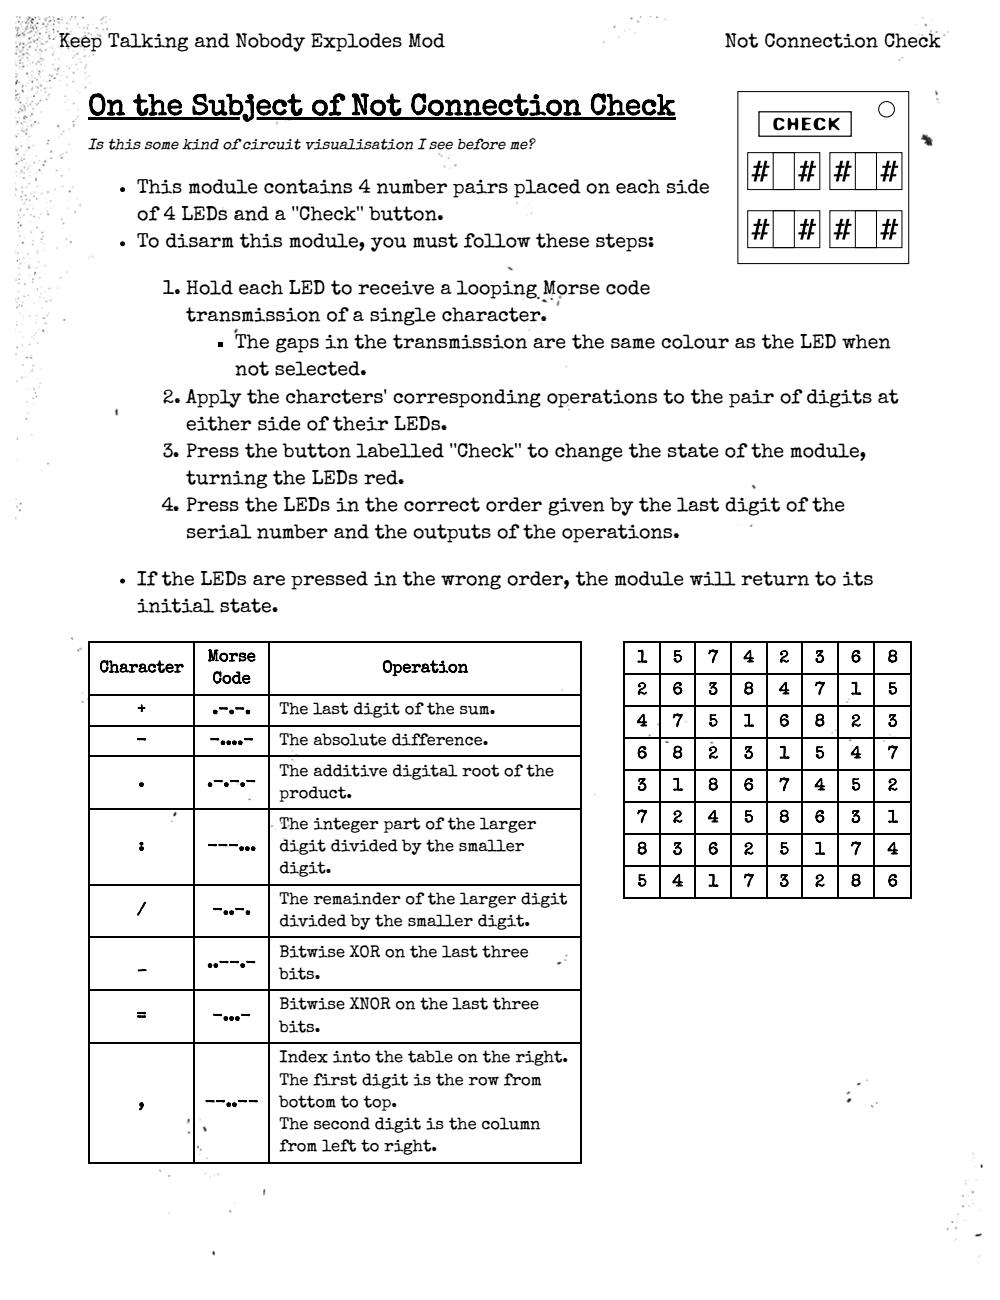 Keep Talking and Nobody Explodes Mod
Not Connection Check
On the Subject of Not Connection Check
Is this some kind of circuit visualisation I see before me?
CHECK
# # # #
# # # #
• This module contains 4 number pairs placed on each side
of 4 LEDs and a "Check" button.
• To disarm this module, you must follow these steps:
1. Hold each LED to receive a looping Morse code
transmission of a single character.
▪ The gaps in the transmission are the same colour as the LED when
not selected.
2. Apply the charcters' corresponding operations to the pair of digits at
either side of their LEDs.
3. Press the button labelled "Check" to change the state of the module,
turning the LEDs red.
4. Press the LEDs in the correct order given by the last digit of the
serial number and the outputs of the operations.
• If the LEDs are pressed in the wrong order, the module will return to its
initial state.
Character Morse Operation
Code
+ .-.-. The last digit of the sum.
- -....- The absolute difference.
. .-.-.- The additive digital root of the
product.
: ---... The integer part of the larger
digit divided by the smaller
digit.
/ -..-. The remainder of the larger digit
divided by the smaller digit.
_ ..--.- Bitwise XOR on the last three
bits.
= -...- Bitwise XNOR on the last three
bits.
, --..-- Index into the table on the right.
The first digit is the row from
bottom to top.
The second digit is the column
from left to right.
1 5 7 4 2 3 6 8
2 6 3 8 4 7 1 5
4 7 5 1 6 8 2 3
6 8 2 3 1 5 4 7
3 1 8 6 7 4 5 2
7 2 4 5 8 6 3 1
8 3 6 2 5 1 7 4
5 4 1 7 3 2 8 6